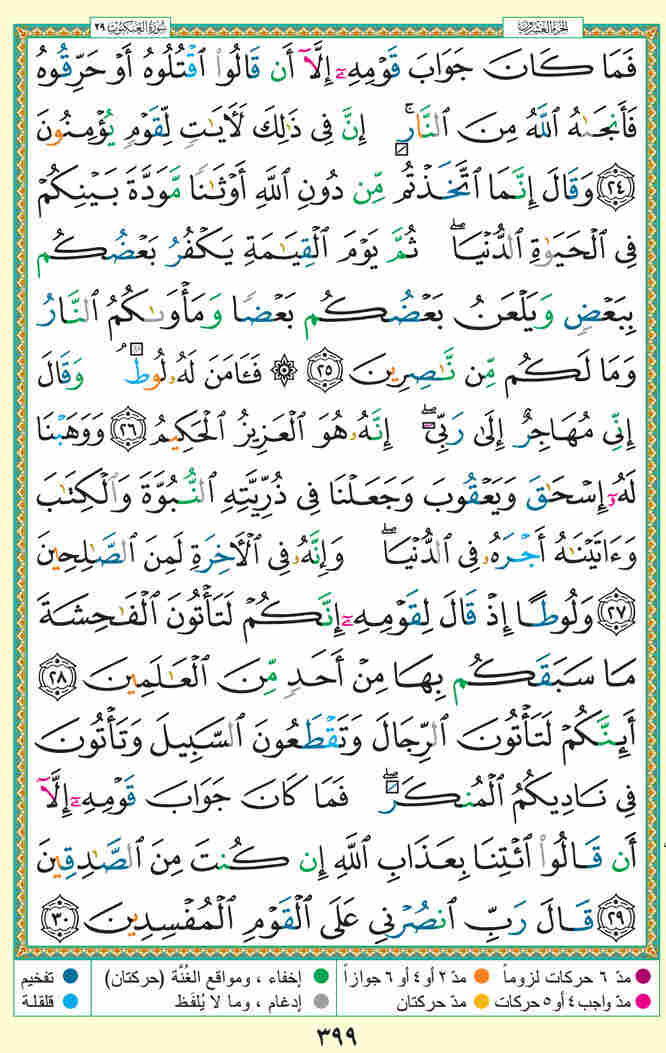 سورة العنكبوت ٢٩
الجزء العشرون
فَمَا كَانَ جَوَابَ قَوْمِهِۦٓ إِلَّآ أَن قَالُوا۟ ٱقْتُلُوهُ أَوْ حَرِّقُوهُ
فَأَنجَىٰهُ ٱللَّهُ مِنَ ٱلنَّارِ ۚ إِنَّ فِى ذَٰلِكَ لَـَٔايَٰتٍ لِّقَوْمٍ يُؤْمِنُونَ
﴿٢٤﴾ وَقَالَ إِنَّمَا ٱتَّخَذْتُم مِّن دُونِ ٱللَّهِ أَوْثَٰنًا مَّوَدَّةَ بَيْنِكُمْ
فِى ٱلْحَيَوٰةِ ٱلدُّنْيَا ۖ ثُمَّ يَوْمَ ٱلْقِيَٰمَةِ يَكْفُرُ بَعْضُكُم
بِبَعْضٍ وَيَلْعَنُ بَعْضُكُم بَعْضًا وَمَأْوَىٰكُمُ ٱلنَّارُ
وَمَا لَكُم مِّن نَّٰصِرِينَ ﴿٢٥﴾ ۞ فَـَٔامَنَ لَهُۥ لُوطٌ ۘ وَقَالَ
إِنِّى مُهَاجِرٌ إِلَىٰ رَبِّىٓ ۖ إِنَّهُۥ هُوَ ٱلْعَزِيزُ ٱلْحَكِيمُ ﴿٢٦﴾ وَوَهَبْنَا
لَهُۥٓ إِسْحَٰقَ وَيَعْقُوبَ وَجَعَلْنَا فِى ذُرِّيَّتِهِ ٱلنُّبُوَّةَ وَٱلْكِتَٰبَ
وَءَاتَيْنَٰهُ أَجْرَهُۥ فِى ٱلدُّنْيَا ۖ وَإِنَّهُۥ فِى ٱلْـَٔاخِرَةِ لَمِنَ ٱلصَّٰلِحِينَ
﴿٢٧﴾ وَلُوطًا إِذْ قَالَ لِقَوْمِهِۦٓ إِنَّكُمْ لَتَأْتُونَ ٱلْفَٰحِشَةَ
مَا سَبَقَكُم بِهَا مِنْ أَحَدٍ مِّنَ ٱلْعَٰلَمِينَ ﴿٢٨﴾
أَئِنَّكُمْ لَتَأْتُونَ ٱلرِّجَالَ وَتَقْطَعُونَ ٱلسَّبِيلَ وَتَأْتُونَ
فِى نَادِيكُمُ ٱلْمُنكَرَ ۖ فَمَا كَانَ جَوَابَ قَوْمِهِۦٓ إِلَّآ
أَن قَالُوا۟ ٱئْتِنَا بِعَذَابِ ٱللَّهِ إِن كُنتَ مِنَ ٱلصَّٰدِقِينَ
﴿٢٩﴾ قَالَ رَبِّ ٱنصُرْنِى عَلَى ٱلْقَوْمِ ٱلْمُفْسِدِينَ ﴿٣٠﴾
مدّ ٦ حركات لزوماً مدّ ٢ أو ٤ أو ٦ جوازاً إخفاء ، ومواقع الغُنَّة (حركتان) تفخيم
مدّ واجب ٤ أو ٥ حركات مدّ حركتان إدغام ، وما لا يُلفَظ قلقلة
٣٩٩